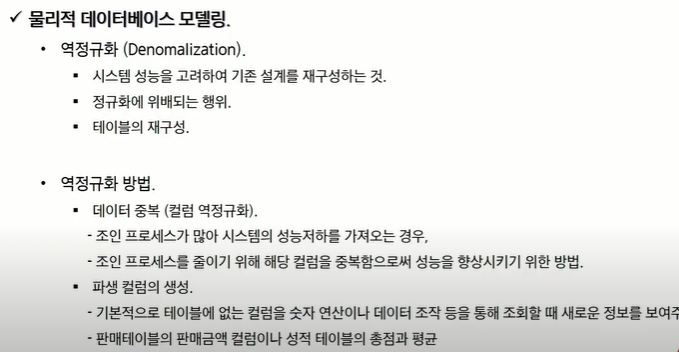 ✓ 물리적 데이터베이스 모델링.
• 역정규화 (Denomalization).
▪ 시스템 성능을 고려하여 기존 설계를 재구성하는 것.
▪ 정규화에 위배되는 행위.
▪ 테이블의 재구성.
• 역정규화 방법.
▪ 데이터 중복 (컬럼 역정규화).
- 조인 프로세스가 많아 시스템의 성능저하를 가져오는 경우,
- 조인 프로세스를 줄이기 위해 해당 컬럼을 중복함으로써 성능을 향상시키기 위한 방법.
▪ 파생 컬럼의 생성.
- 기본적으로 테이블에 없는 컬럼을 숫자 연산이나 데이터 조작 등을 통해 조회할 때 새로운 정보를
- 판매테이블의 판매금액 컬럼이나 성적 테이블의 총점과 평균